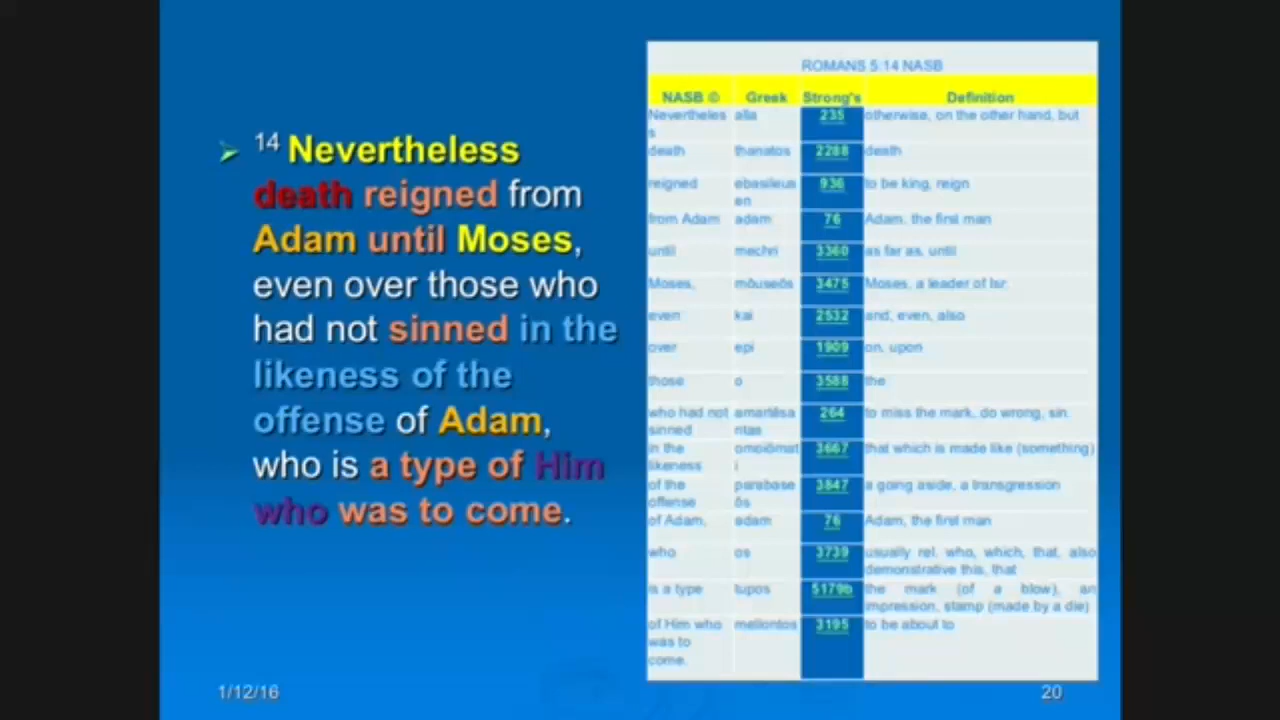 14 Nevertheless
death reigned from
Adam until Moses,
even over those who
had not sinned in the
likeness of the
offense of Adam,
who is a type of Him
who was to come.
ROMANS 5:14 NASB
NASB © Greek Strong's Definition
Nevertheles alla 235 otherwise, on the other hand, but
s
death thanatos 2288 death
reigned ebasileus 936 to be king, reign
en
from Adam adam 76 Adam, the first man
until mechri 3360 as far as, until
Moses, mōuseōs 3475 Moses, a leader of Isr.
even kai 2532 and, even, also
over epi 1909 on, upon
those o 3588 the
who had not amartēsa 264 to miss the mark, do wrong, sin.
sinned ntas
in the omoiōmat 3667 that which is made like (something)
likeness i
of the parabase 3847 a going aside, a transgression
offense ōs
of Adam, adam 76 Adam, the first man
who os 3739 usually rel. who, which, that, also
demonstrative this, that
is a type tupos 5179b the mark (of a blow), an
impression, stamp (made by a die)
of Him who mellontos 3195 to be about to
was to
come.
1/12/16
20